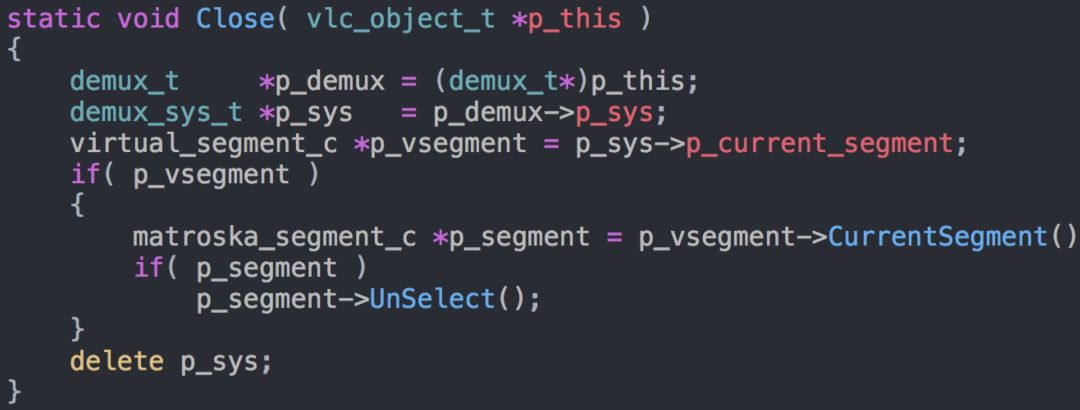 static void Close( vlc_object_t *p_this )
{
    demux_t     *p_demux = (demux_t*)p_this;
    demux_sys_t *p_sys   = p_demux->p_sys;
    virtual_segment_c *p_vsegment = p_sys->p_current_segment;
    if( p_vsegment )
    {
        matroska_segment_c *p_segment = p_vsegment->CurrentSegment()
        if( p_segment )
            p_segment->UnSelect();
    }
    delete p_sys;
}